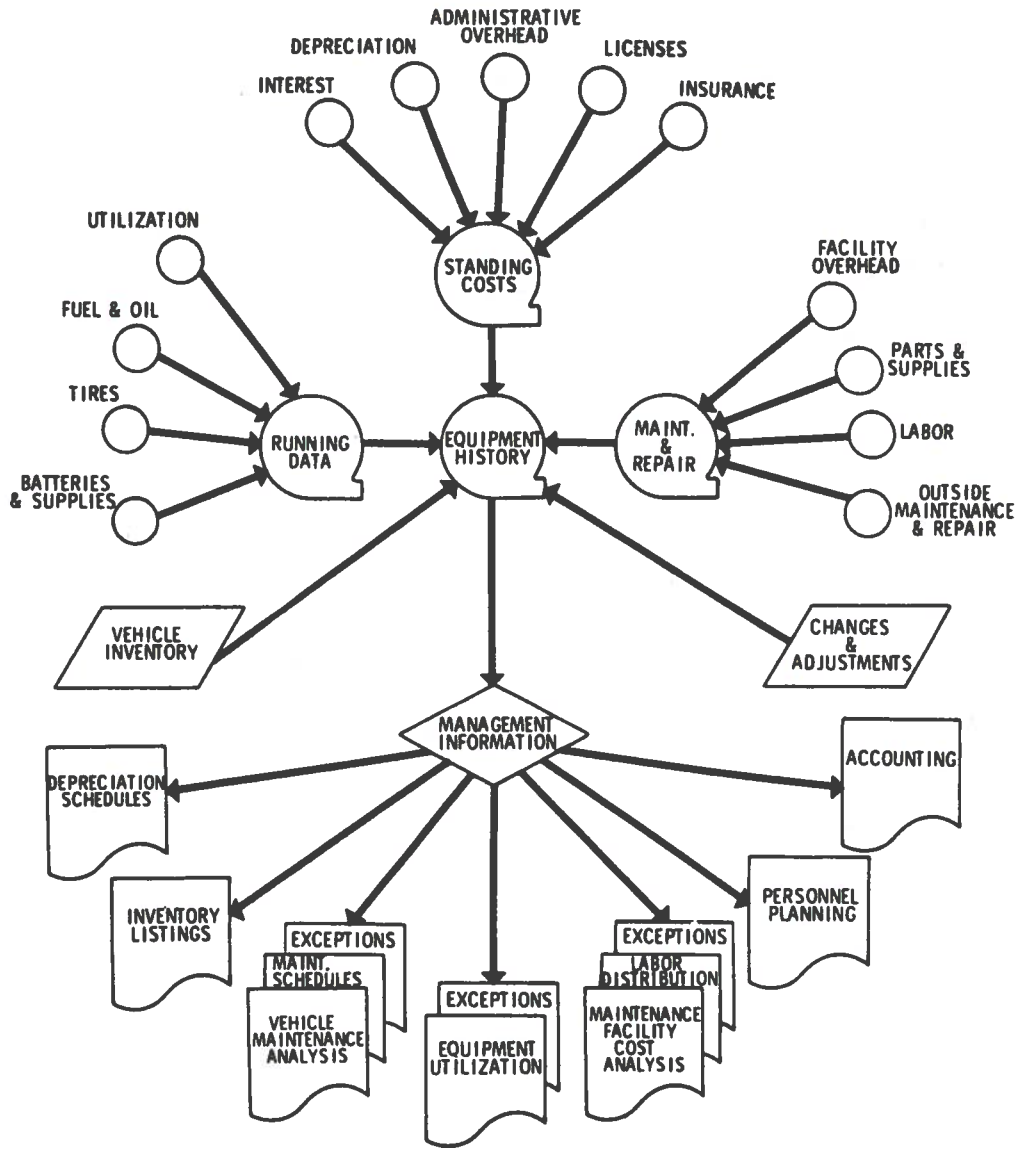 ADMINISTRATIVE
OVERHEAD
DEPRECIATION
LICENSES
INTEREST
INSURANCE
UTILIZATION
STANDING
COSTS
FACILITY
OVERHEAD
FUEL & OIL
PARTS &
SUPPLIES
TIRES
LABOR
RUNNING
DATA
EQUIPMENT
HISTORY
MAINT.
&
REPAIR
BATTERIES
& SUPPLIES
OUTSIDE
MAINTENANCE
& REPAIR
VEHICLE
INVENTORY
CHANGES
&
ADJUSTMENTS
MANAGEMENT
INFORMATION
DEPRECIATION
SCHEDULES
ACCOUNTING
INVENTORY
LISTINGS
PERSONNEL
PLANNING
EXCEPTIONS
MAINT.
SCHEDULES
VEHICLE
MAINTENANCE
ANALYSIS
EXCEPTIONS
EQUIPMENT
UTILIZATION
EXCEPTIONS
LABOR
DISTRIBUTION
MAINTENANCE
FACILITY
COST
ANALYSIS